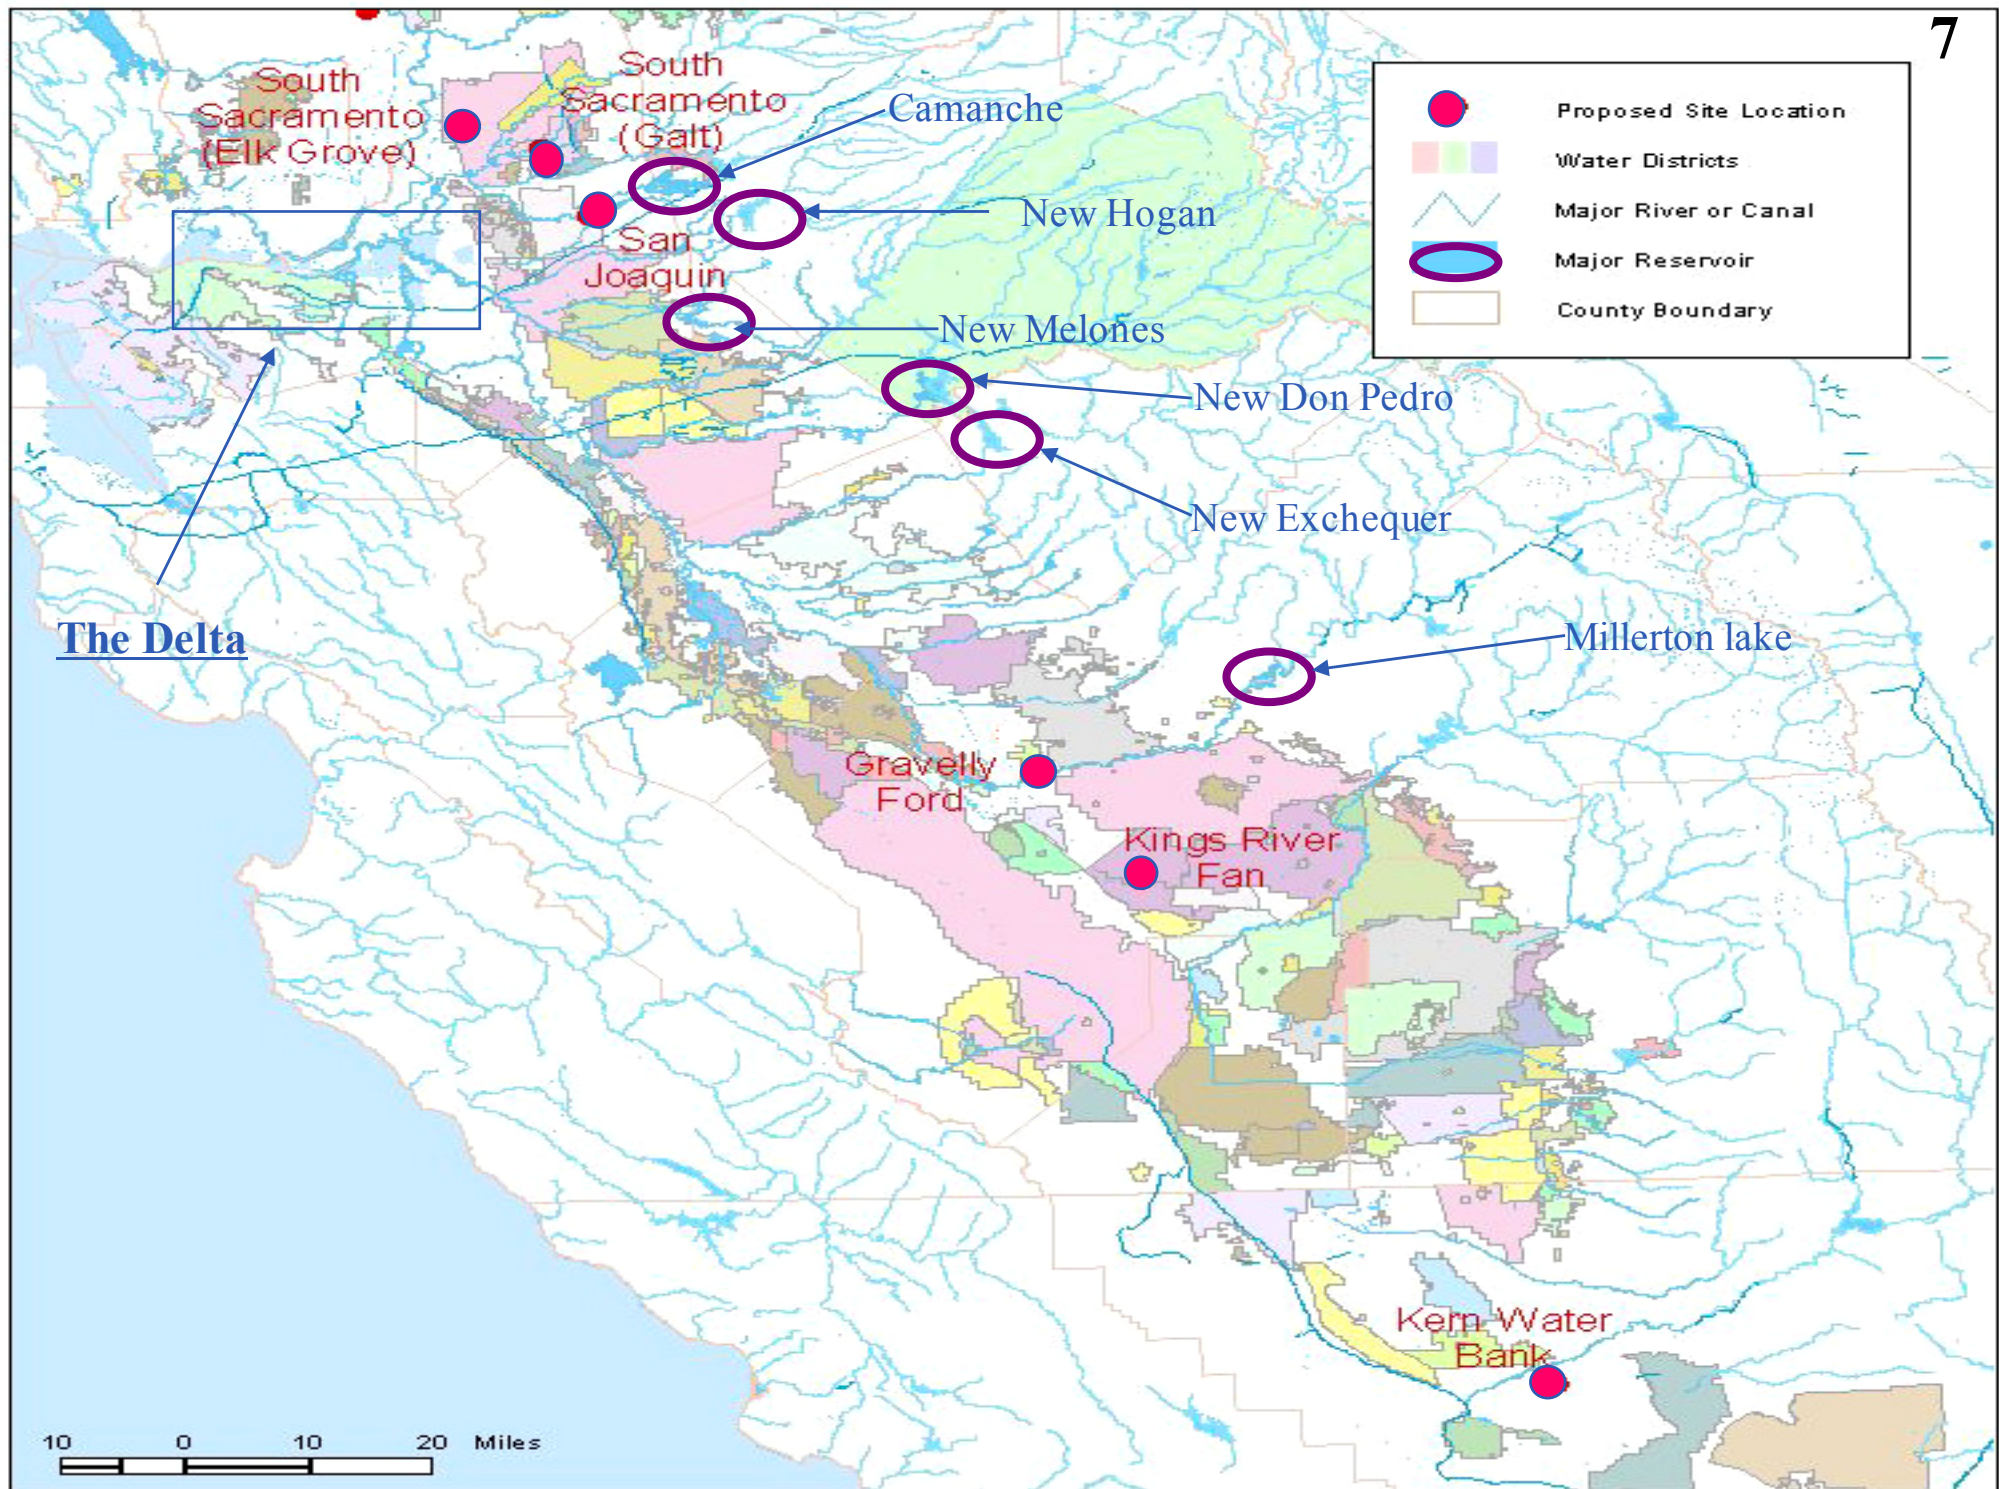 7
South
Sacramento
(Elk Grove)
South
Sacramento
(Galt)
Camanche
New Hogan
San
Joaquin
New Melones
New Don Pedro
New Exchequer
The Delta
Millerton lake
Gravelly
Ford
Kings River
Fan
Kern Water
Bank
Proposed Site Location
Water Districts
Major River or Canal
Major Reservoir
County Boundary
10 0 10 20 Miles